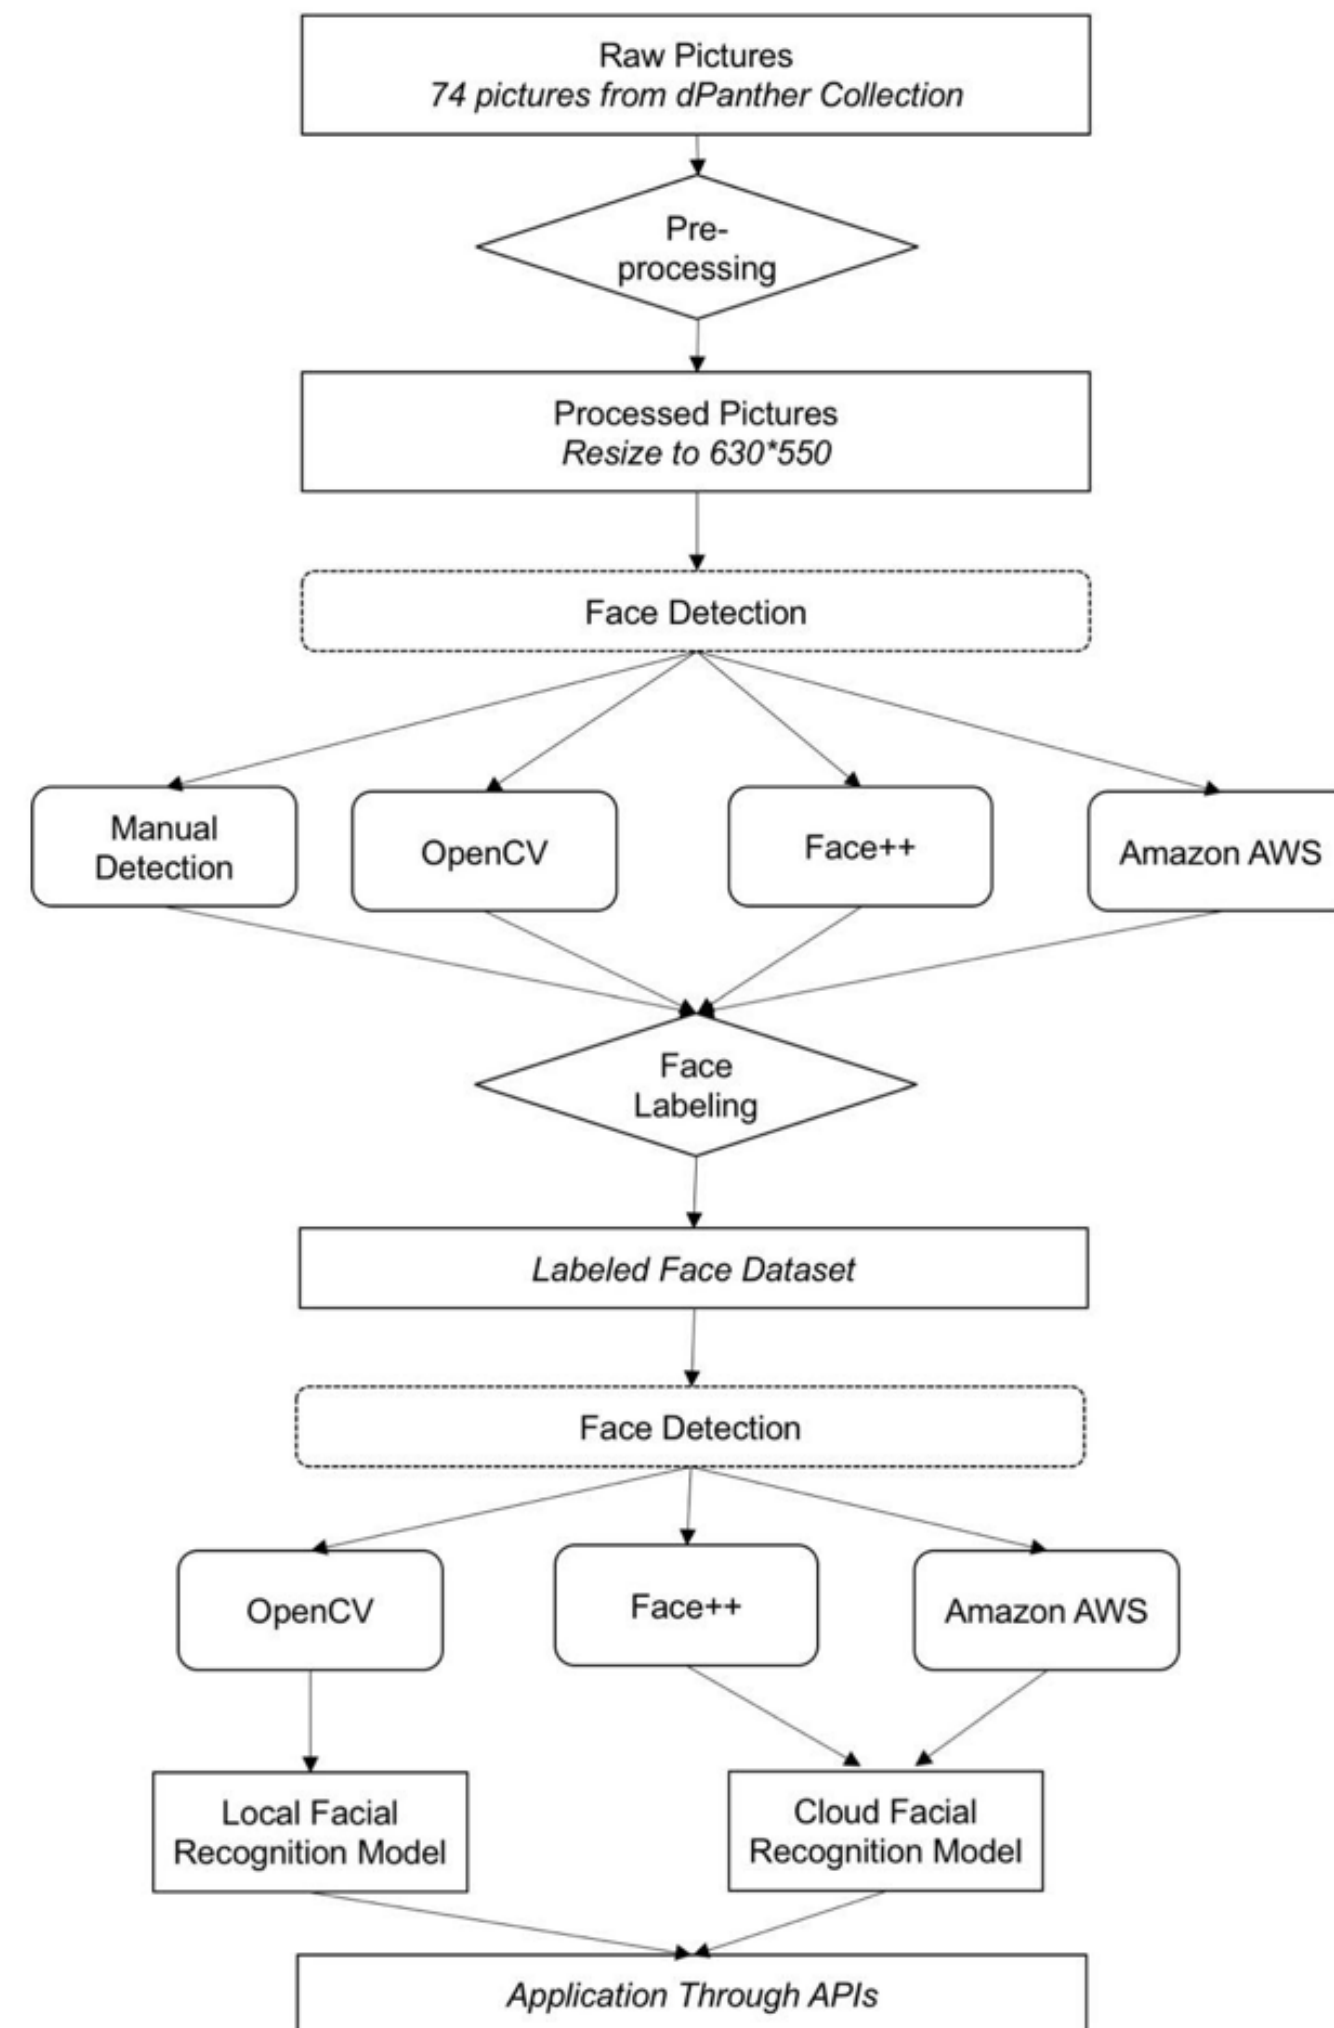 Raw Pictures
74 pictures from dPanther Collection
Pre-
processing
Processed Pictures
Resize to 630*550
Face Detection
Manual
Detection
OpenCV
Face++
Amazon AWS
Face
Labeling
Labeled Face Dataset
Face Detection
OpenCV
Face++
Amazon AWS
Local Facial
Recognition Model
Cloud Facial
Recognition Model
Application Through APIs